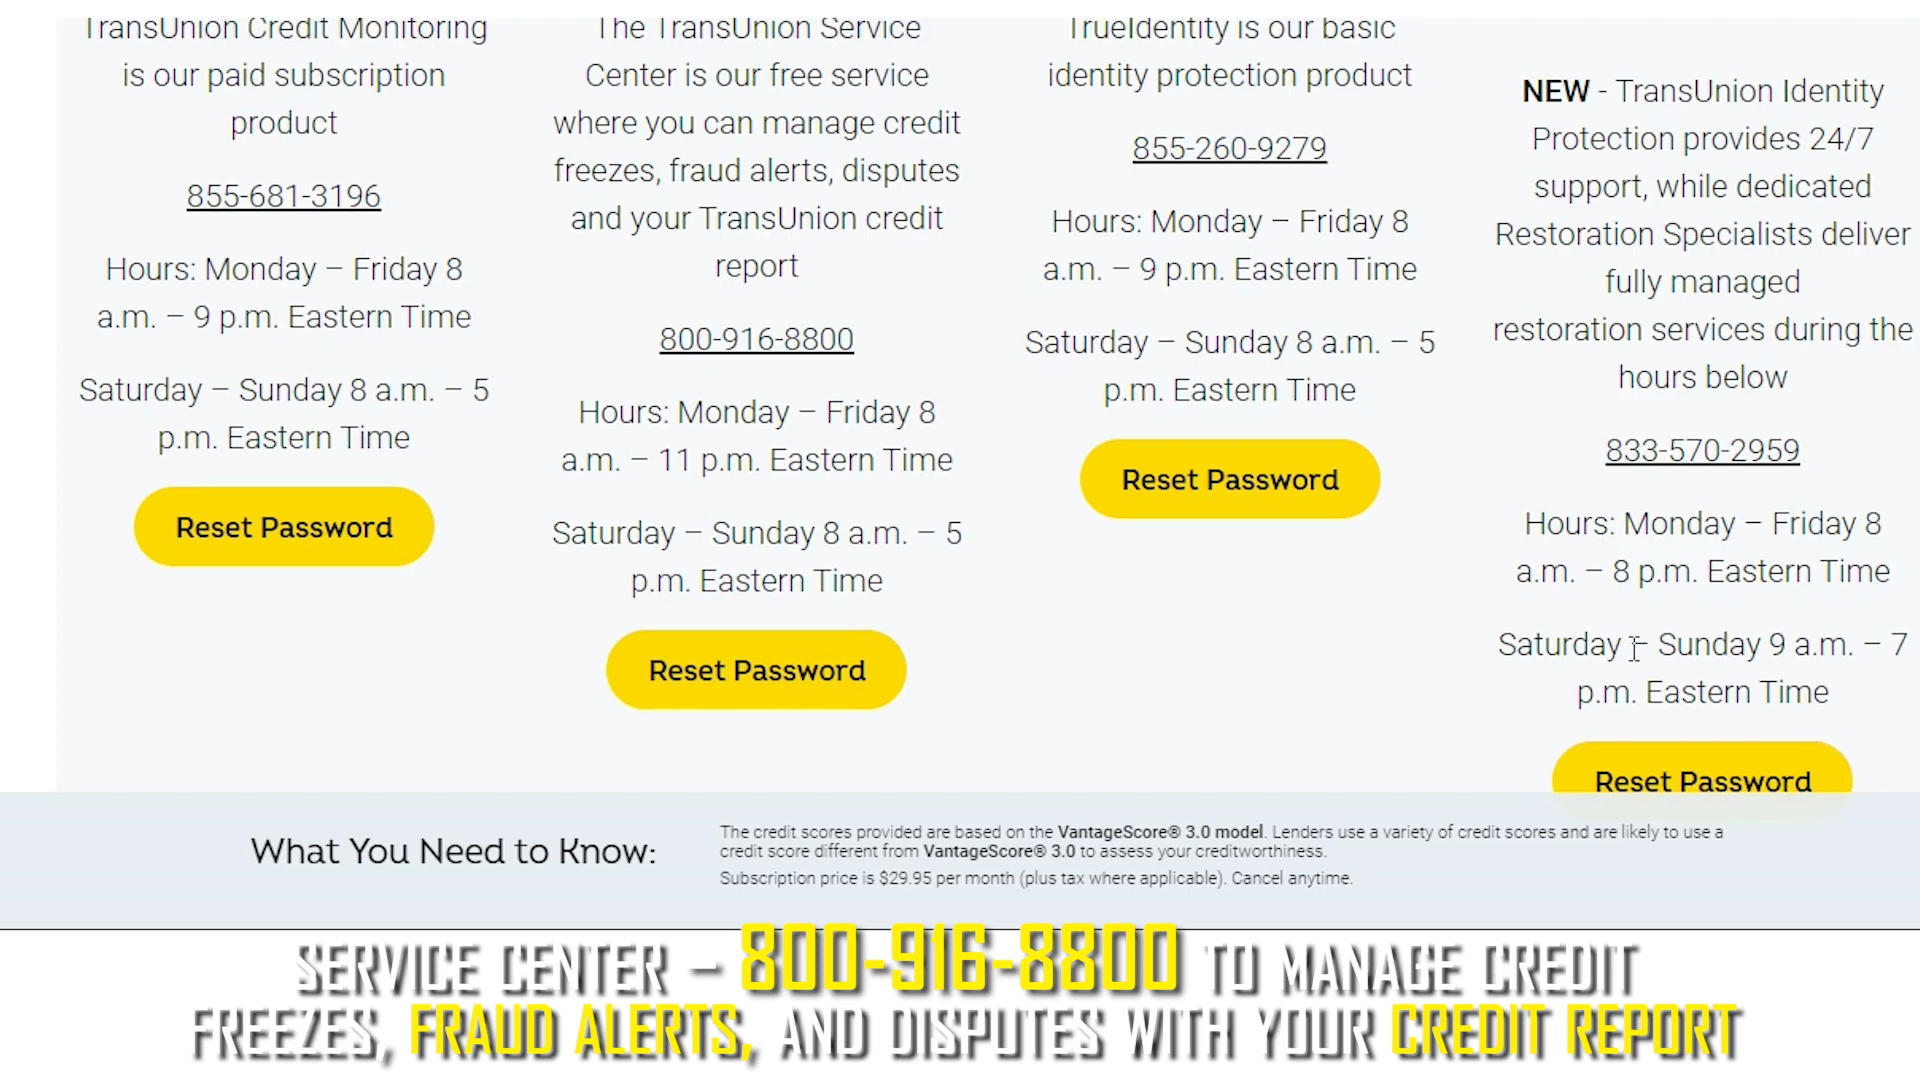 TransUnion Credit Monitoring
is our paid subscription
product
855-681-3196
Hours: Monday – Friday 8
a.m. – 9 p.m. Eastern Time
Saturday – Sunday 8 a.m. – 5
p.m. Eastern Time
Reset Password
The TransUnion Service
Center is our free service
where you can manage credit
freezes, fraud alerts, disputes
and your TransUnion credit
report
800-916-8800
Hours: Monday – Friday 8
a.m. – 11 p.m. Eastern Time
Saturday – Sunday 8 a.m. – 5
p.m. Eastern Time
Reset Password
TrueIdentity is our basic
identity protection product
855-260-9279
Hours: Monday – Friday 8
a.m. – 9 p.m. Eastern Time
Saturday – Sunday 8 a.m. – 5
p.m. Eastern Time
Reset Password
NEW - TransUnion Identity
Protection provides 24/7
support, while dedicated
Restoration Specialists deliver
fully managed
restoration services during the
hours below
833-570-2959
Hours: Monday – Friday 8
a.m. – 8 p.m. Eastern Time
Saturday – Sunday 9 a.m. – 7
p.m. Eastern Time
Reset Password
What You Need to Know:
The credit scores provided are based on the VantageScore® 3.0 model. Lenders use a variety of credit scores and are likely to use a
credit score different from VantageScore® 3.0 to assess your creditworthiness.
Subscription price is $29.95 per month (plus tax where applicable). Cancel anytime.
SERVICE CENTER – 800-916-8800 TO MANAGE CREDIT
FREEZES, FRAUD ALERTS, AND DISPUTES WITH YOUR CREDIT REPORT